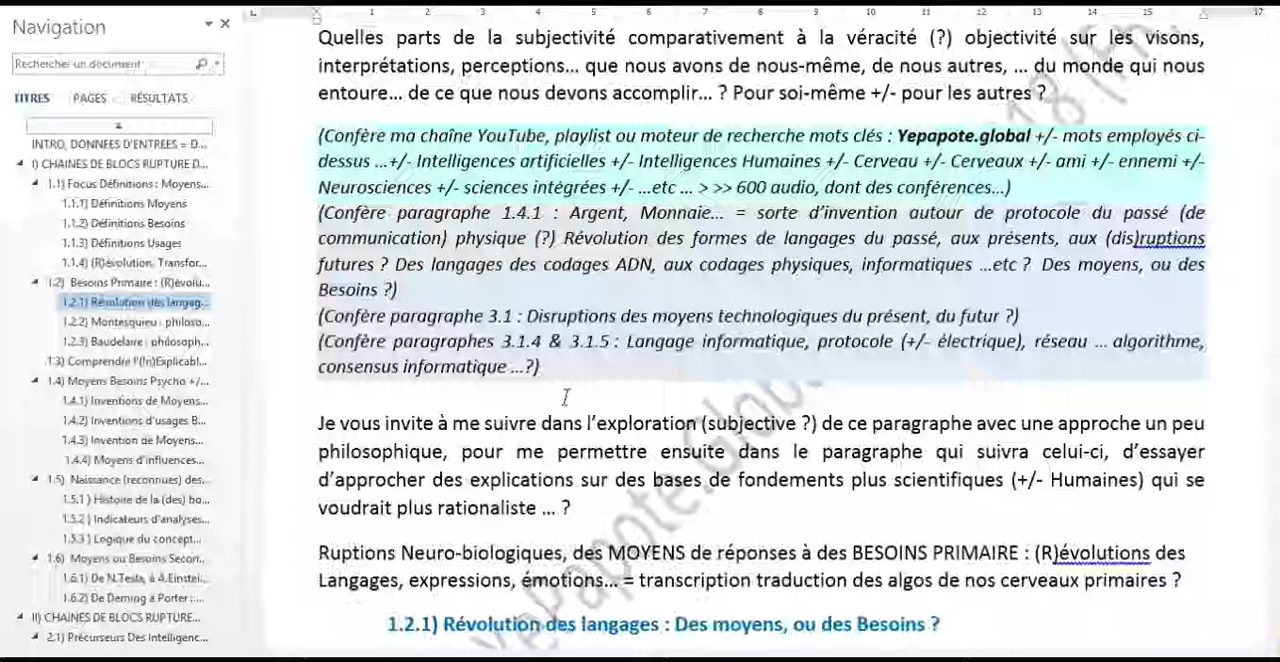 Navigation
Rechercher un document
TITRES PAGES RÉSULTATS
INTRO, DONNEES D'ENTREES = D...
I) CHAINES DE BLOCS RUPTURE D...
1.1) Focus Définitions : Moyens...
1.1.1) Définitions Moyens
1.1.2) Définitions Besoins
1.1.3) Définitions Usages
1.1.4) (R)évolution, Transfor...
1.2) Besoins Primaire : (R)évolu...
1.2.1) Révolution des langag...
1.2.2) Montesquieu : philoso...
1.2.3) Baudelaire : philosoph...
1.3) Comprendre l'(In)Explicabl...
1.4) Moyens Besoins Psycho +/...
1.4.1) Inventions de Moyens...
1.4.2) Inventions d'usages B...
1.4.3) Invention de Moyens...
1.4.4) Moyens d'influences...
1.5) Naissance (reconnues) des...
1.5.1 ) Histoire de la (des) bo...
1.5.2 ) Indicateurs d'analyses...
1.5.3 ) Logique du concept...
1.6) Moyens ou Besoins Secon...
1.6.1) De N.Tesla, à A.Einstei...
1.6.2) De Deming à Porter :...
II) CHAINES DE BLOCS RUPTURE...
2.1) Précurseurs Des Intelligenc...
1 2 3 4 5 6 7 8 9 10 11 12 13 14 15 17
Quelles parts de la subjectivité comparativement à la véracité (?) objectivité sur les visons,
interprétations, perceptions... que nous avons de nous-même, de nous autres, ... du monde qui nous
entoure... de ce que nous devons accomplir... ? Pour soi-même +/- pour les autres ?
(Confère ma chaîne YouTube, playlist ou moteur de recherche mots clés : Yepapote.global +/- mots employés ci-
dessus ...+/- Intelligences artificielles +/- Intelligences Humaines +/- Cerveau +/- Cerveaux +/- ami +/- ennemi +/-
Neurosciences +/- sciences intégrées +/- ...etc ... > >> 600 audio, dont des conférences...)
(Confère paragraphe 1.4.1 : Argent, Monnaie... = sorte d'invention autour de protocole du passé (de
communication) physique (?) Révolution des formes de langages du passé, aux présents, aux (dis)ruptions
futures ? Des langages des codages ADN, aux codages physiques, informatiques ...etc ? Des moyens, ou des
Besoins ?)
(Confère paragraphe 3.1 : Disruptions des moyens technologiques du présent, du futur ?)
(Confère paragraphes 3.1.4 & 3.1.5 : Langage informatique, protocole (+/- électrique), réseau ... algorithme,
consensus informatique ...?)
Je vous invite à me suivre dans l'exploration (subjective ?) de ce paragraphe avec une approche un peu
philosophique, pour me permettre ensuite dans le paragraphe qui suivra celui-ci, d'essayer
d'approcher des explications sur des bases de fondements plus scientifiques (+/- Humaines) qui se
voudrait plus rationaliste ... ?
Ruptions Neuro-biologiques, des MOYENS de réponses à des BESOINS PRIMAIRE : (R)évolutions des
Langages, expressions, émotions... = transcription traduction des algos de nos cerveaux primaires ?
1.2.1) Révolution des langages : Des moyens, ou des Besoins ?